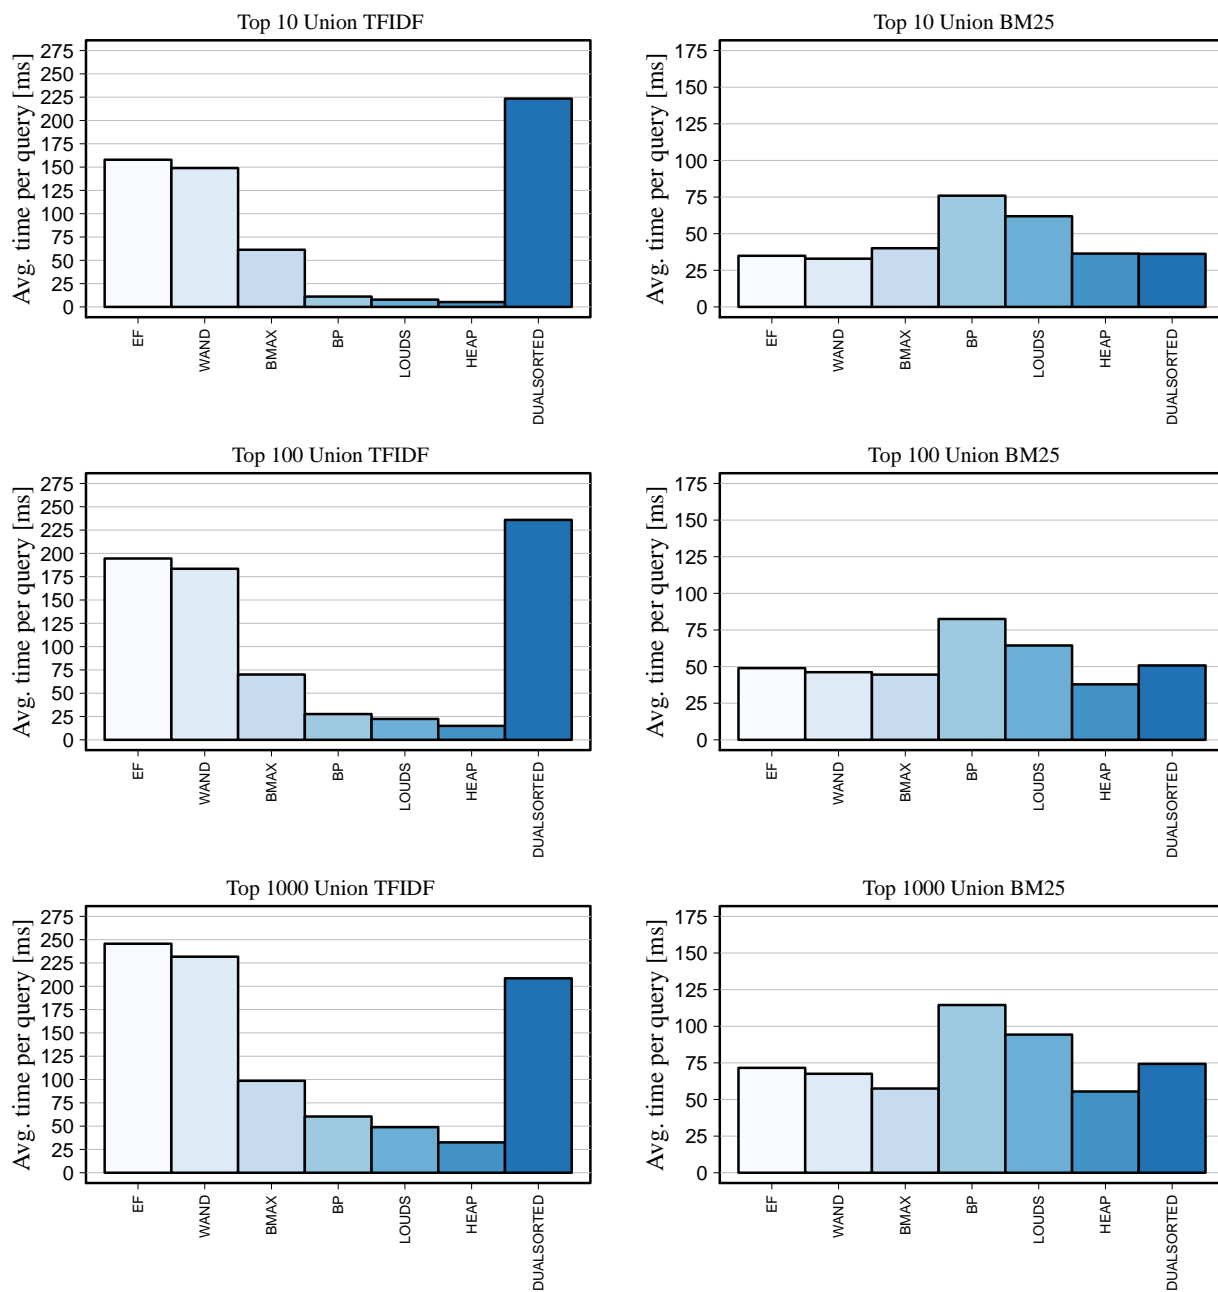 Top 10 Union TFIDF
Avg. time per query [ms]
275
250
225
200
175
150
125
100
75
50
25
0
EF
WAND
BMAX
BP
LOUDS
HEAP
DUALSORTED
Top 10 Union BM25
Avg. time per query [ms]
175
150
125
100
75
50
25
0
EF
WAND
BMAX
BP
LOUDS
HEAP
DUALSORTED
Top 100 Union TFIDF
Avg. time per query [ms]
275
250
225
200
175
150
125
100
75
50
25
0
EF
WAND
BMAX
BP
LOUDS
HEAP
DUALSORTED
Top 100 Union BM25
Avg. time per query [ms]
175
150
125
100
75
50
25
0
EF
WAND
BMAX
BP
LOUDS
HEAP
DUALSORTED
Top 1000 Union TFIDF
Avg. time per query [ms]
275
250
225
200
175
150
125
100
75
50
25
0
EF
WAND
BMAX
BP
LOUDS
HEAP
DUALSORTED
Top 1000 Union BM25
Avg. time per query [ms]
175
150
125
100
75
50
25
0
EF
WAND
BMAX
BP
LOUDS
HEAP
DUALSORTED